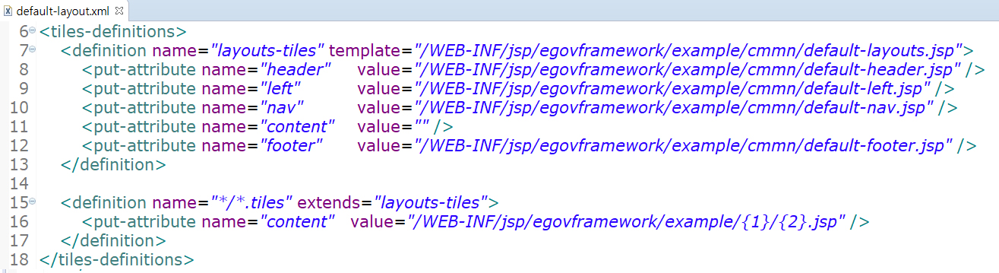 default-layout.xml
6 <tiles-definitions>
7 <definition name="layouts-tiles" template="/WEB-INF/jsp/egovframework/example/cmmn/default-layouts.jsp">
8 <put-attribute name="header" value="/WEB-INF/jsp/egovframework/example/cmmn/default-header.jsp" />
9 <put-attribute name="left" value="/WEB-INF/jsp/egovframework/example/cmmn/default-left.jsp" />
10 <put-attribute name="nav" value="/WEB-INF/jsp/egovframework/example/cmmn/default-nav.jsp" />
11 <put-attribute name="content" value="" />
12 <put-attribute name="footer" value="/WEB-INF/jsp/egovframework/example/cmmn/default-footer.jsp" />
13 </definition>
14
15 <definition name="*/*.tiles" extends="layouts-tiles">
16 <put-attribute name="content" value="/WEB-INF/jsp/egovframework/example/{1}/{2}.jsp" />
17 </definition>
18 </tiles-definitions>